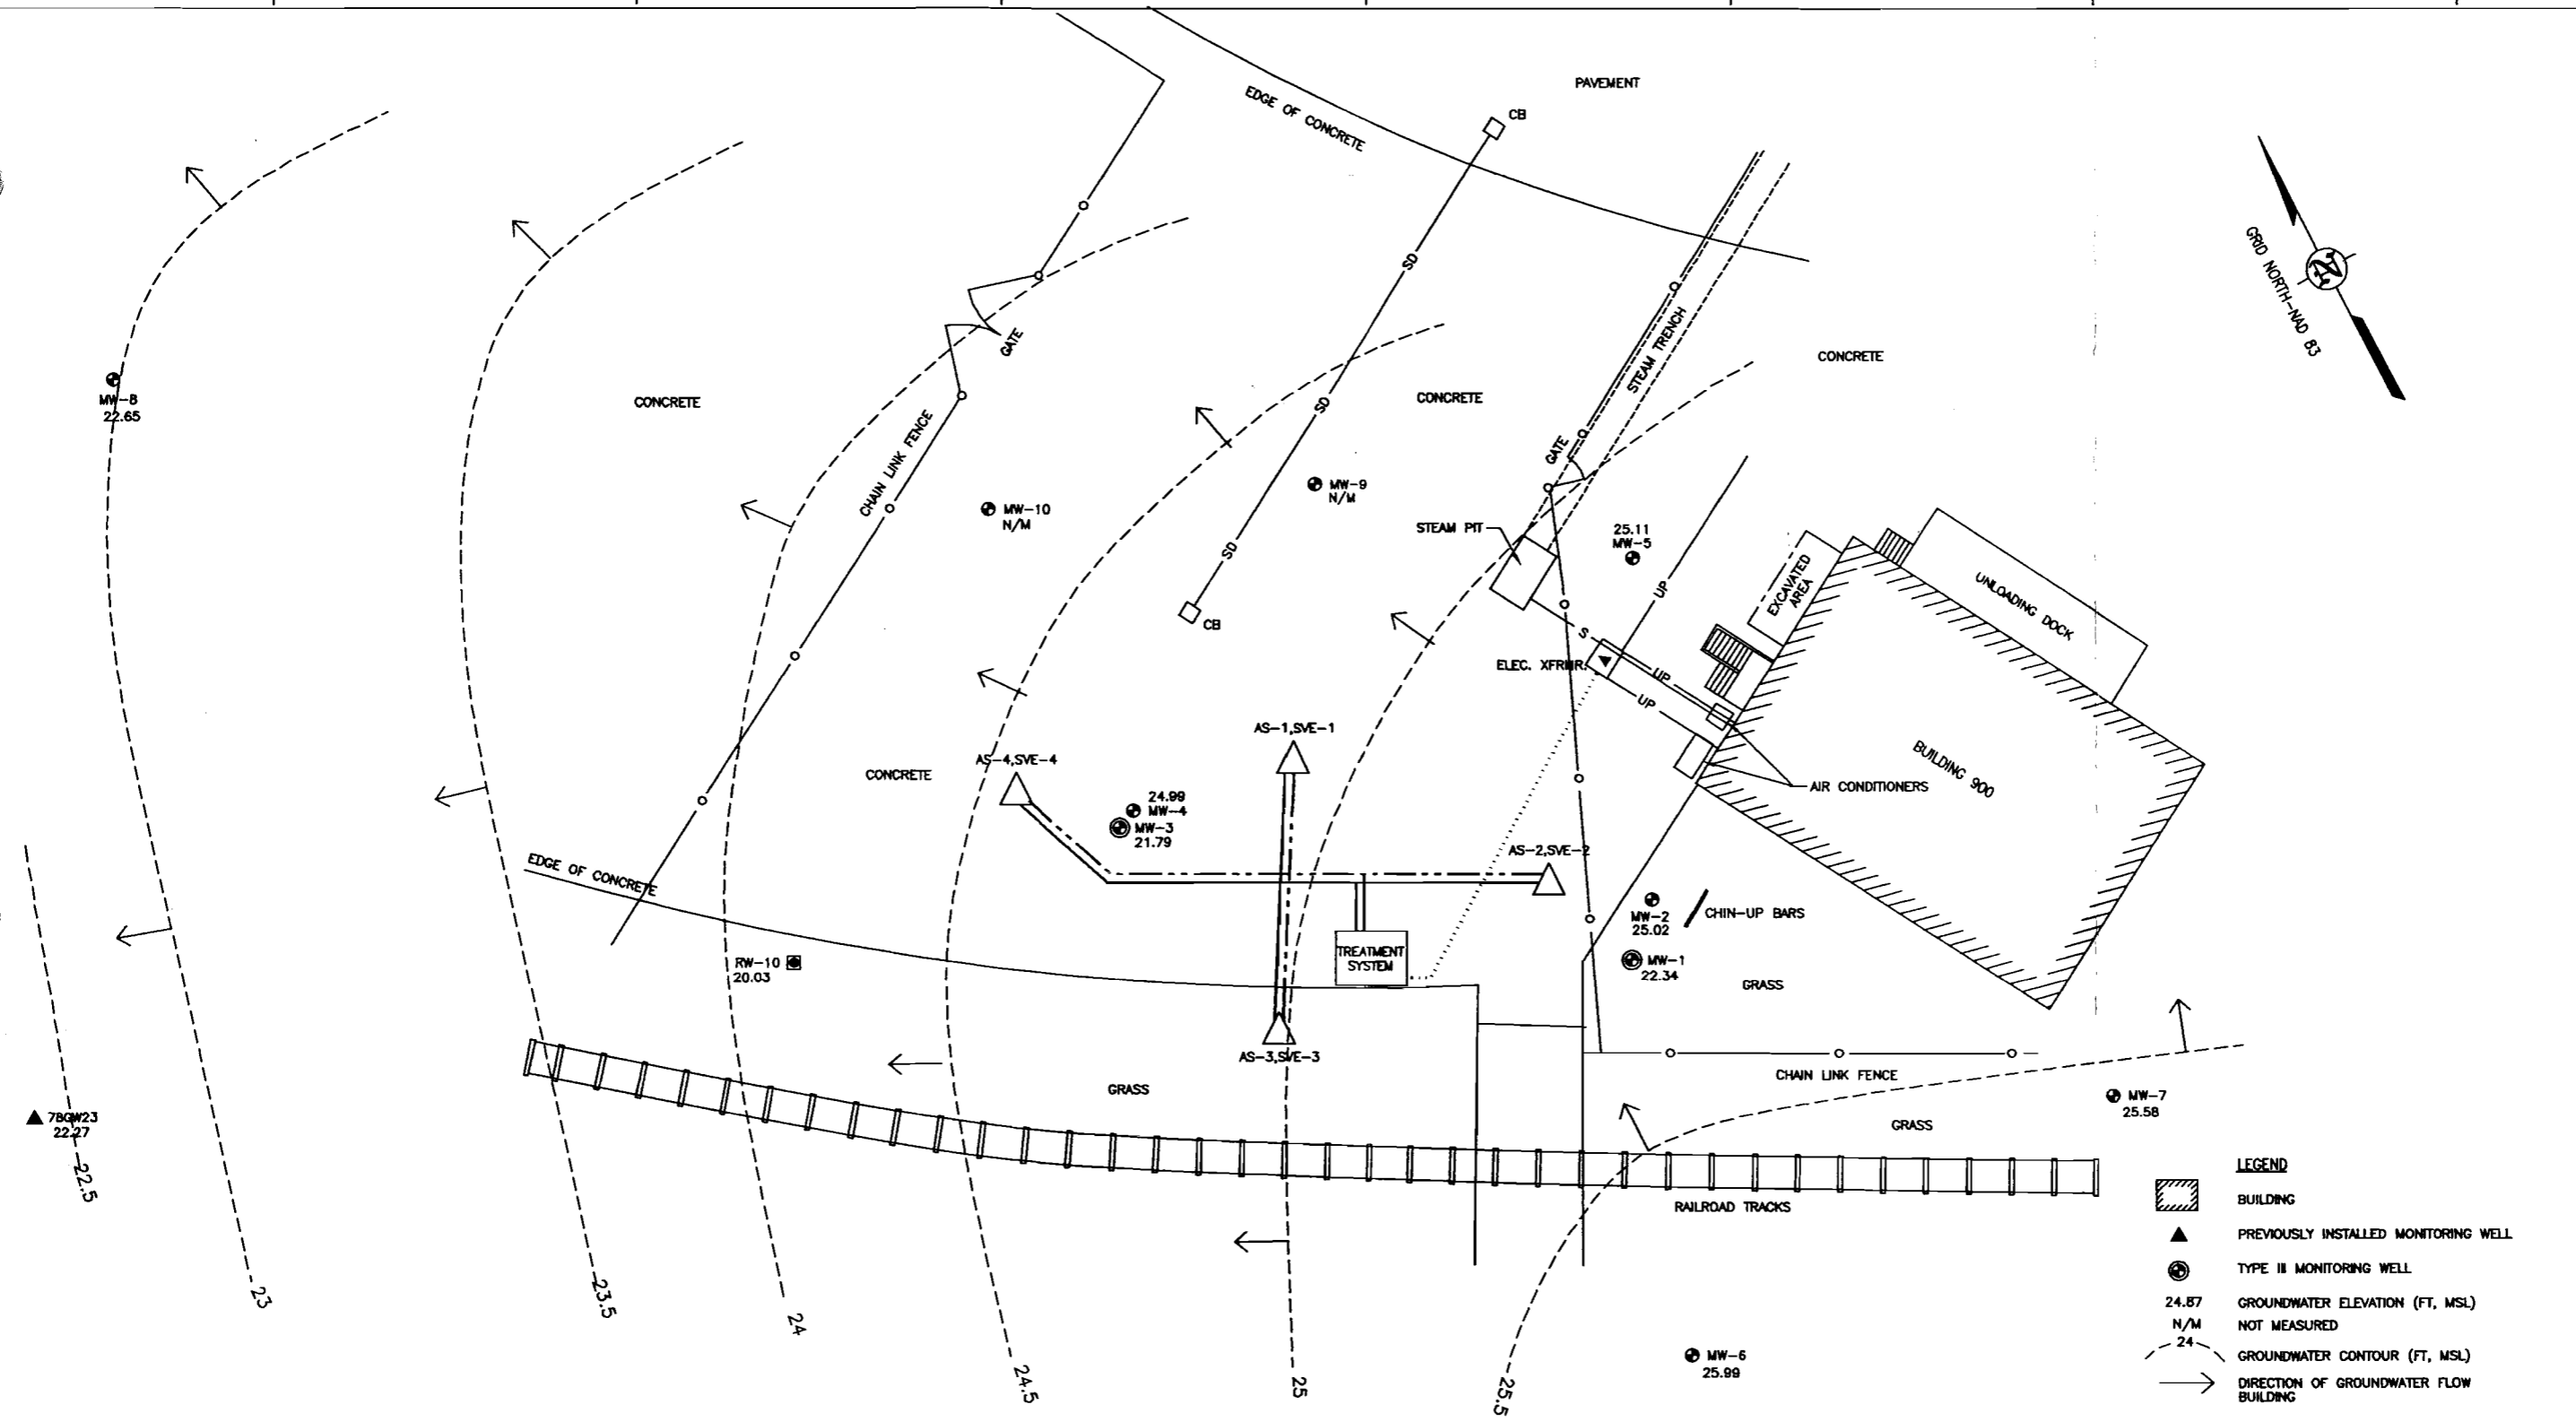 PAVEMENT
CB
EDGE OF CONCRETE
GRID NORTH-NAD 83
N
GATE
STEAM TRENCH
CONCRETE
MW-8
22.65
CONCRETE
CONCRETE
CHAIN LINK FENCE
GATE
MW-9
N/M
MW-10
N/M
STEAM PIT
25.11
MW-5
SD
SD
SD
CB
EXCAVATED
AREA
UNLOADING DOCK
UP
S
ELEC. XFRMR.
UP
UP
AS-1,SVE-1
AS-4,SVE-4
CONCRETE
BUILDING 900
AIR CONDITIONERS
24.99
MW-4
MW-3
21.79
AS-2,SVE-2
EDGE OF CONCRETE
MW-2
25.02
CHIN-UP BARS
RW-10
20.03
TREATMENT
SYSTEM
MW-1
22.34
GRASS
AS-3,SVE-3
GRASS
CHAIN LINK FENCE
MW-7
25.58
GRASS
78GW23
22.27
22.5
RAILROAD TRACKS
23
23.5
24
24.5
25
25.5
MW-6
25.99
LEGEND
BUILDING
PREVIOUSLY INSTALLED MONITORING WELL
TYPE III MONITORING WELL
24.87 GROUNDWATER ELEVATION (FT, MSL)
N/M NOT MEASURED
24 GROUNDWATER CONTOUR (FT, MSL)
DIRECTION OF GROUNDWATER FLOW
BUILDING